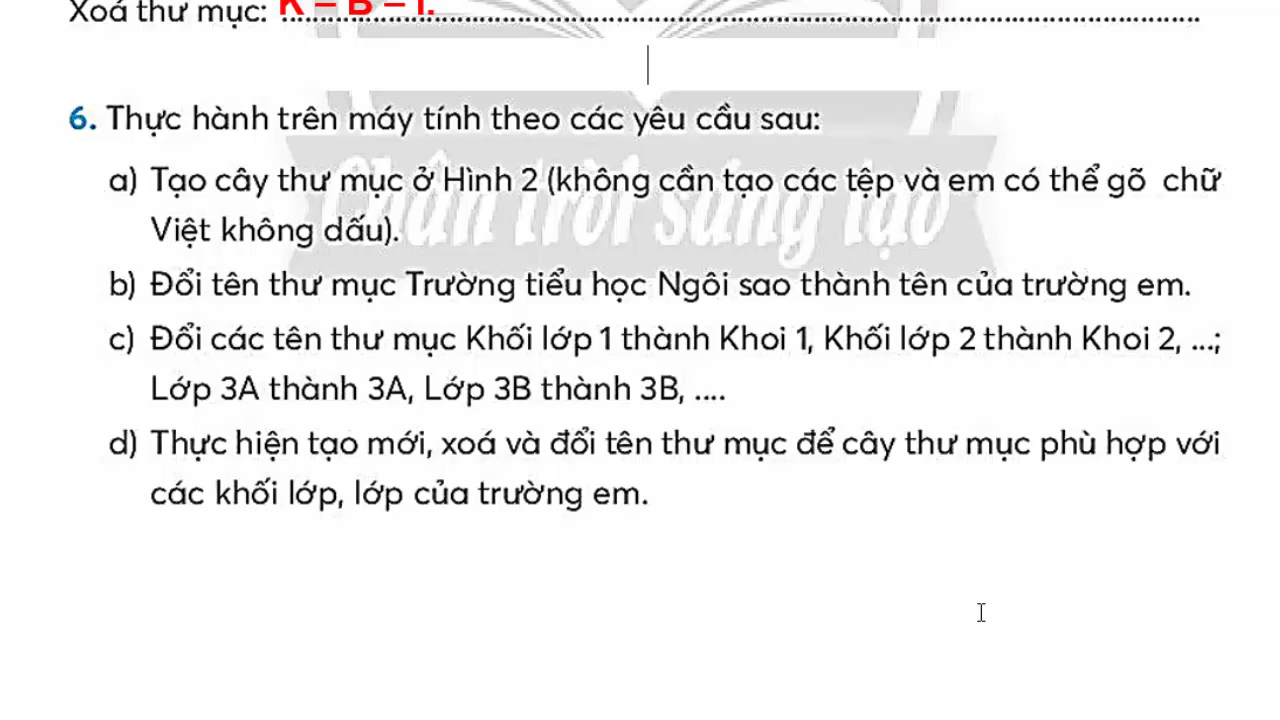 Xoá thư mục: K – B – I.
6. Thực hành trên máy tính theo các yêu cầu sau:
a) Tạo cây thư mục ở Hình 2 (không cần tạo các tệp và em có thể gõ chữ
Việt không dấu).
b) Đổi tên thư mục Trường tiểu học Ngôi sao thành tên của trường em.
c) Đổi các tên thư mục Khối lớp 1 thành Khoi 1, Khối lớp 2 thành Khoi 2, ...;
Lớp 3A thành 3A, Lớp 3B thành 3B, ....
d) Thực hiện tạo mới, xoá và đổi tên thư mục để cây thư mục phù hợp với
các khối lớp, lớp của trường em.
Chân trời sáng tạo